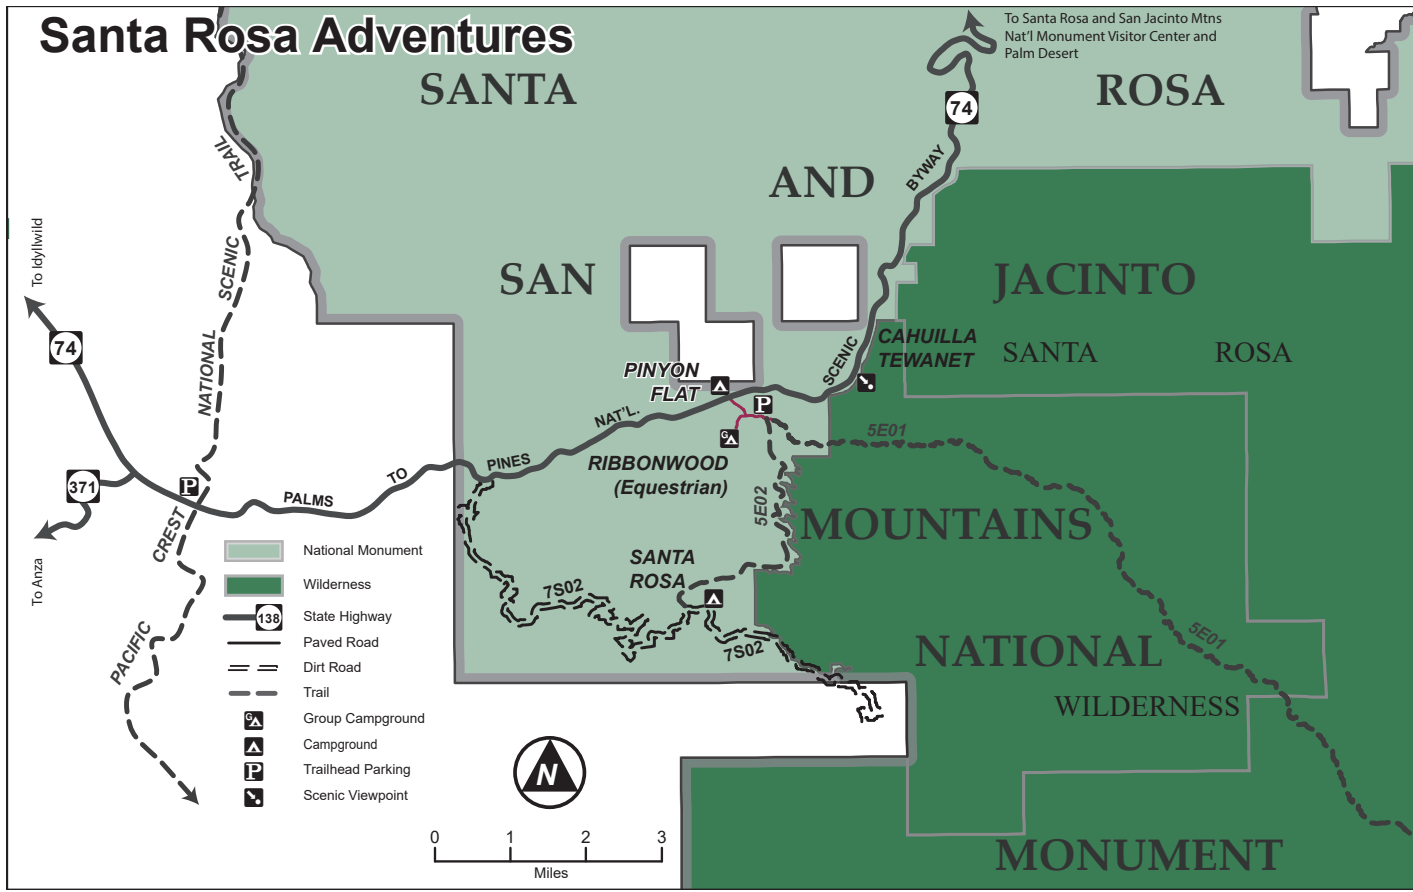 Santa Rosa Adventures
To Santa Rosa and San Jacinto Mtns
Nat'l Monument Visitor Center and
Palm Desert
SANTA
ROSA
74
TRAIL
BYWAY
AND
SCENIC
To Idyllwild
SAN
JACINTO
74
NATIONAL
CAHUILLA
TEWANET
SANTA
ROSA
SCENIC
PINYON
FLAT
P
NAT'L.
G
5E01
RIBBONWOOD
(Equestrian)
PINES
TO
371
P
PALMS
5E02
MOUNTAINS
CREST
To Anza
SANTA
ROSA
7S02
7S02
PACIFIC
NATIONAL
5E01
WILDERNESS
National Monument
Wilderness
138
State Highway
Paved Road
Dirt Road
Trail
G
Group Campground
Campground
P
Trailhead Parking
Scenic Viewpoint
N
0 1 2 3
Miles
MONUMENT